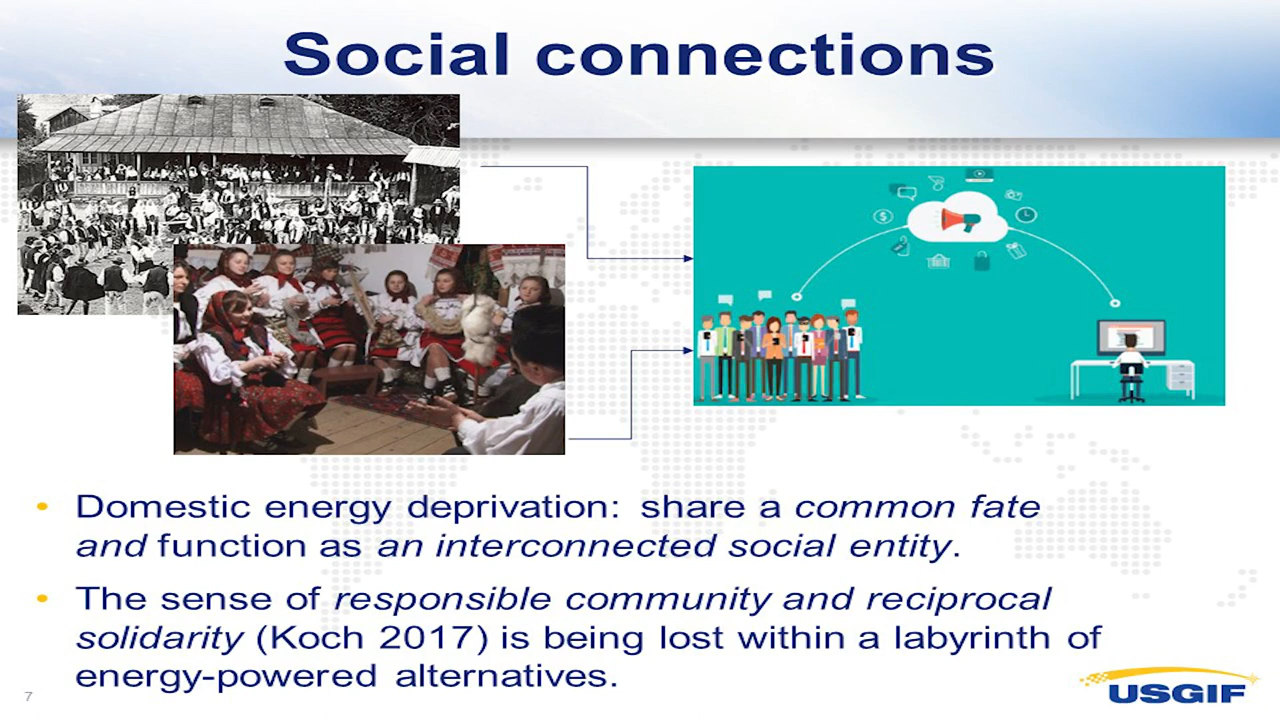 Social connections
• Domestic energy deprivation: share a common fate
and function as an interconnected social entity.
• The sense of responsible community and reciprocal
solidarity (Koch 2017) is being lost within a labyrinth of
energy-powered alternatives.
7
USGIF